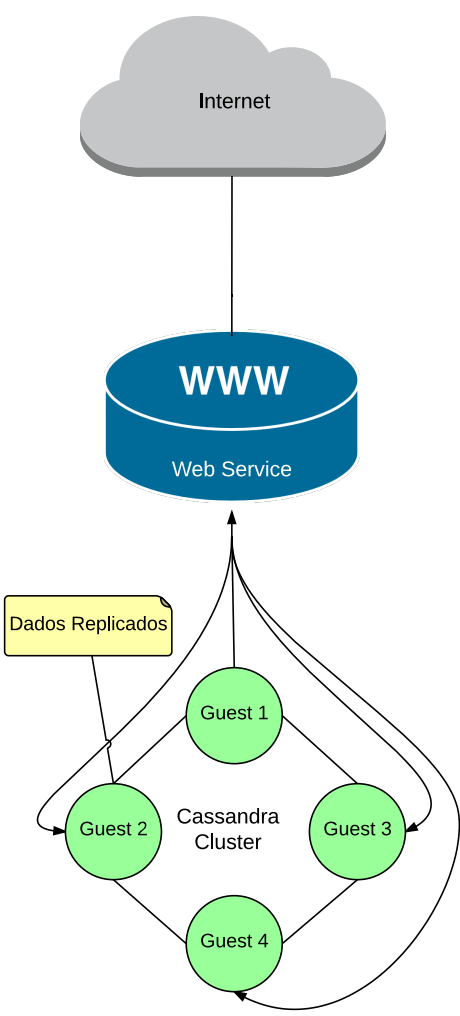 Internet
WWW
Web Service
Dados Replicados
Guest 1
Guest 2
Cassandra
Cluster
Guest 3
Guest 4